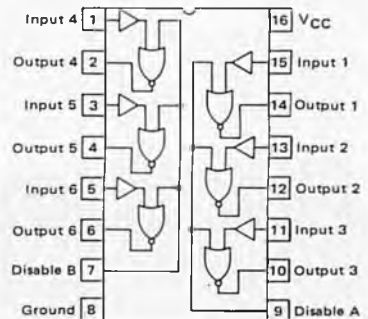 Input 4 1
Output 4 2
Input 5 3
Output 5 4
Input 6 5
Output 6 6
Disable B 7
Ground 8
16 VCC
15 Input 1
14 Output 1
13 Input 2
12 Output 2
11 Input 3
10 Output 3
9 Disable A